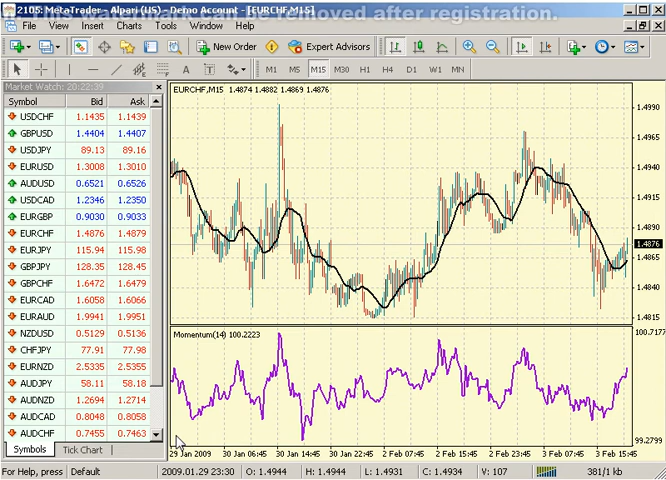 2105: MetaTrader - Alpari (US) - Demo Account - [EURCHF,M15]
This watermark can be removed after registration.
File View Insert Charts Tools Window Help
New Order Expert Advisors
A T M1 M5 M15 M30 H1 H4 D1 W1 MN
Market Watch: 20:22:39
Symbol Bid Ask
USDCHF 1.1435 1.1439
GBPUSD 1.4404 1.4407
USDJPY 89.13 89.16
EURUSD 1.3008 1.3010
AUDUSD 0.6521 0.6526
USDCAD 1.2346 1.2350
EURGBP 0.9030 0.9033
EURCHF 1.4876 1.4879
EURJPY 115.94 115.98
GBPJPY 128.35 128.45
GBPCHF 1.6472 1.6479
EURCAD 1.6058 1.6066
EURAUD 1.9941 1.9951
NZDUSD 0.5129 0.5136
CHFJPY 77.91 77.98
EURNZD 2.5335 2.5355
AUDJPY 58.11 58.18
AUDNZD 1.2694 1.2714
AUDCAD 0.8048 0.8058
AUDCHF 0.7455 0.7463
Symbols Tick Chart
EURCHF,M15 1.4874 1.4882 1.4869 1.4876
1.4990
1.4965
1.4940
1.4915
1.4890
1.4876
1.4865
1.4840
1.4815
Momentum(14) 100.2223
100.7177
99.2799
29 Jan 2009 30 Jan 06:45 30 Jan 14:45 30 Jan 22:45 2 Feb 07:45 2 Feb 15:45 2 Feb 23:45 3 Feb 07:45 3 Feb 15:45
For Help, press Default 2009.01.29 23:30 O: 1.4944 H: 1.4944 L: 1.4931 C: 1.4934 V: 107 381/1 kb